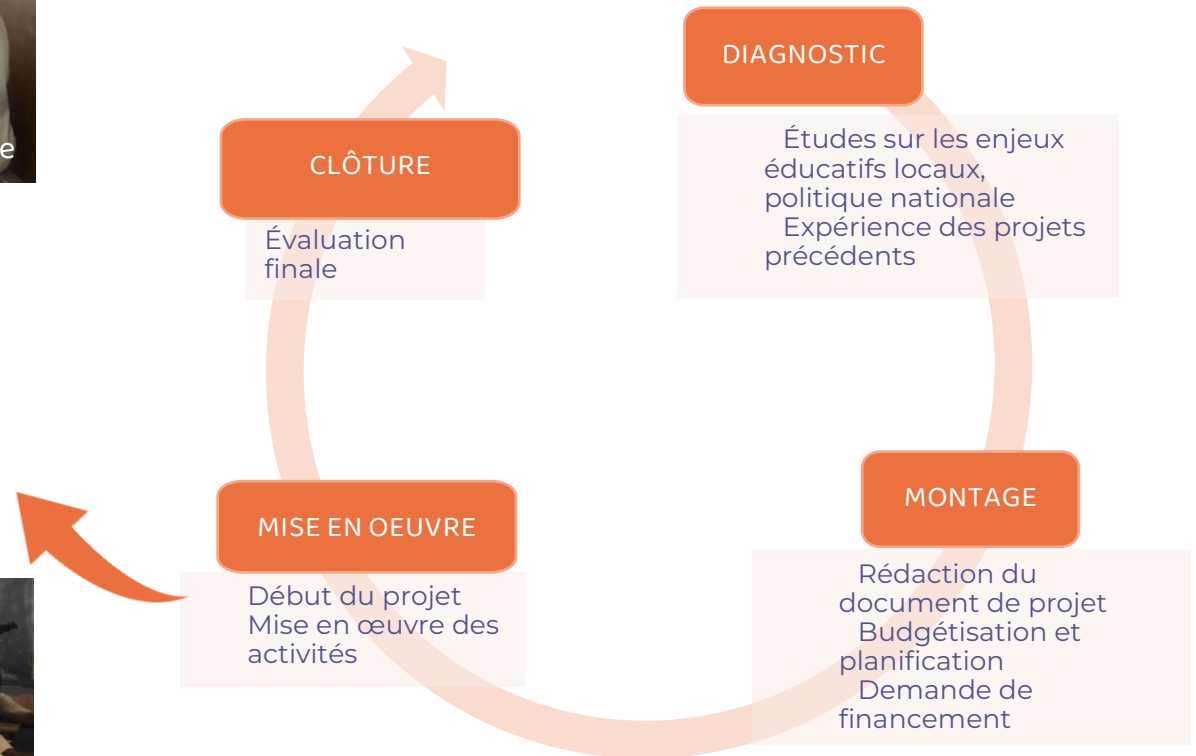 DIAGNOSTIC
Études sur les enjeux
éducatifs locaux,
politique nationale
Expérience des projets
précédents
MONTAGE
Rédaction du
document de projet
Budgétisation et
planification
Demande de
financement
MISE EN OEUVRE
Début du projet
Mise en œuvre des
activités
CLÔTURE
Évaluation
finale